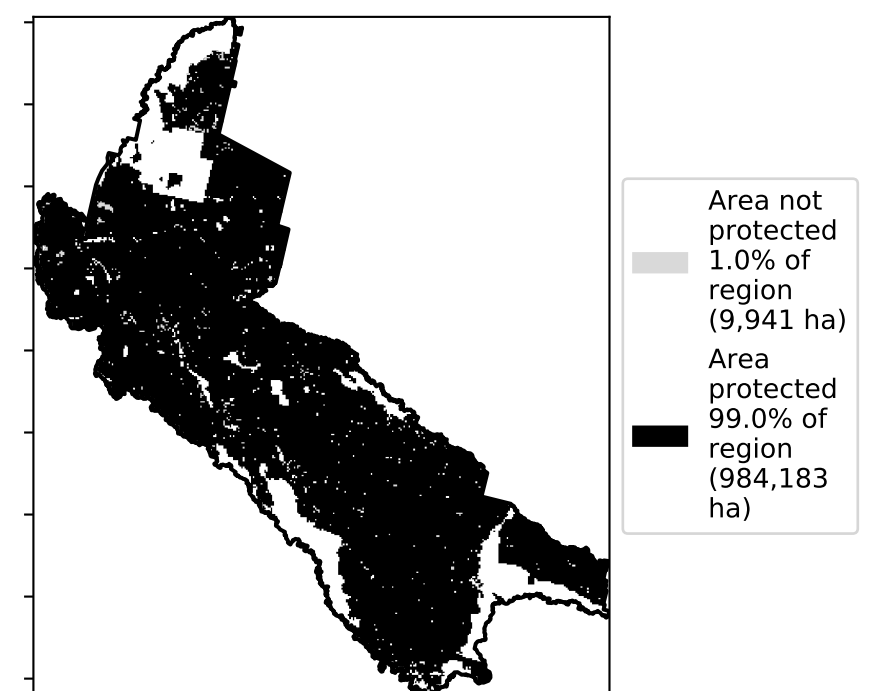 Area not
protected
1.0% of
region
(9,941 ha)
Area
protected
99.0% of
region
(984,183
ha)